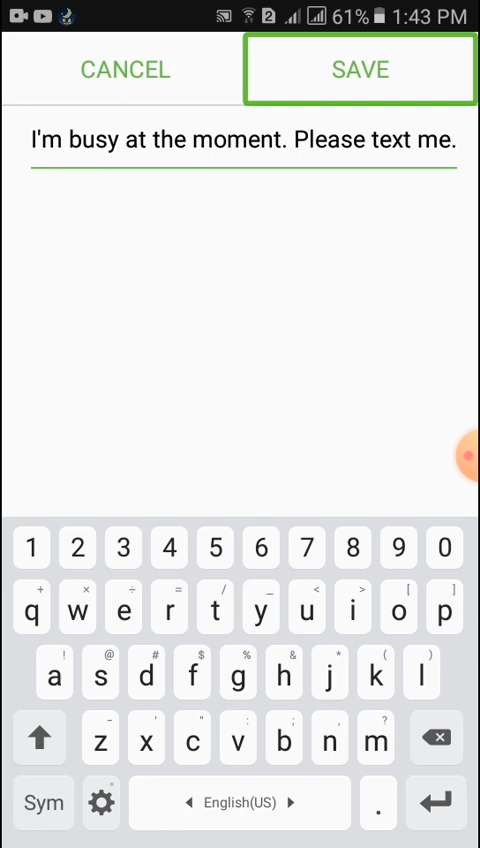 2 61% 1:43 PM
CANCEL SAVE
I'm busy at the moment. Please text me.
1 2 3 4 5 6 7 8 9 0
+ × ÷ = / _ < > [ ]
q w e r t y u i o p
! @ # $ % & * ( )
a s d f g h j k l
- ' " : ; , ?
z x c v b n m
Sym English(US) .